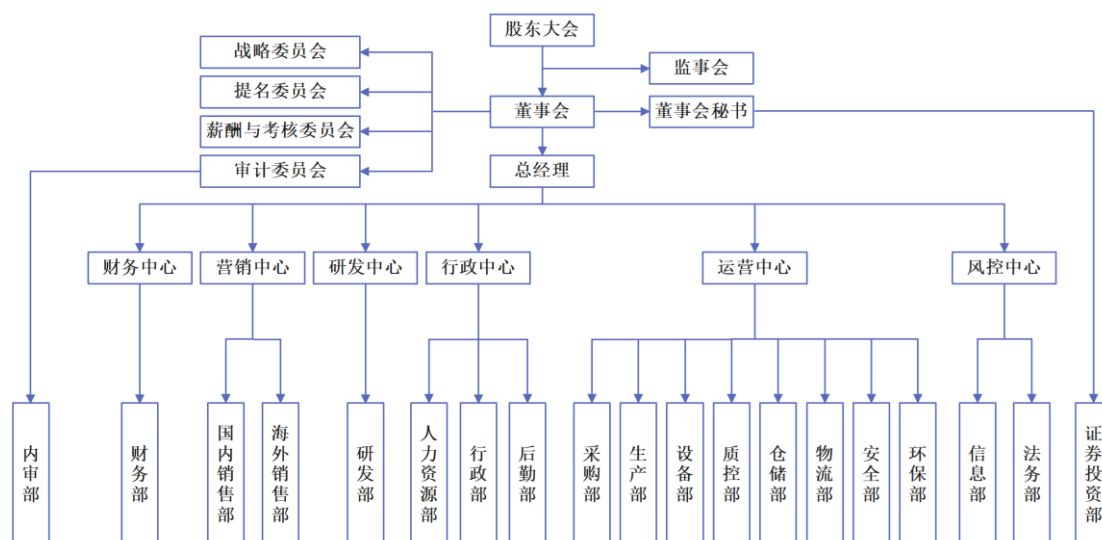 股东大会
战略委员会
监事会
提名委员会
董事会
董事会秘书
薪酬与考核委员会
审计委员会
总经理
财务中心
营销中心
研发中心
行政中心
运营中心
风控中心
内审部
财务部
国内销售部
海外销售部
研发部
人力资源部
行政部
后勤部
采购部
生产部
设备部
质控部
仓储部
物流部
安全部
环保部
信息部
法务部
证券投资部